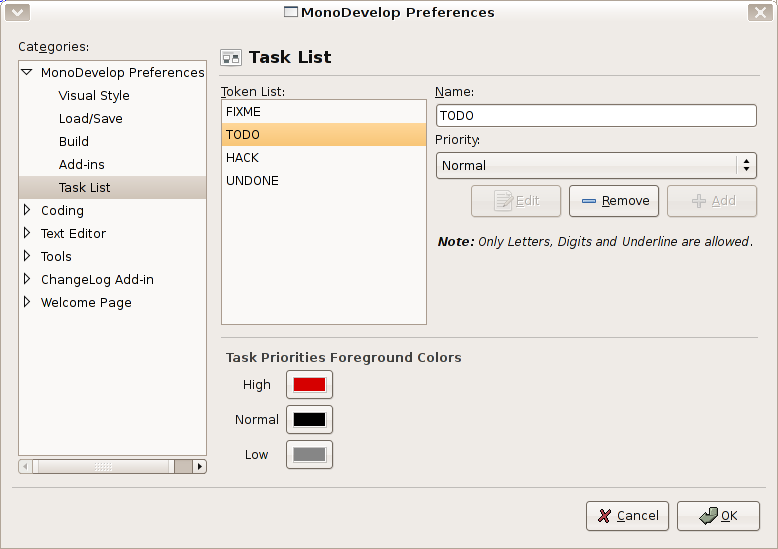 MonoDevelop Preferences
Categories:
MonoDevelop Preferences
Visual Style
Load/Save
Build
Add-ins
Task List
Coding
Text Editor
Tools
ChangeLog Add-in
Welcome Page
Task List
Token List:
FIXME
TODO
HACK
UNDONE
Name:
TODO
Priority:
Normal
Edit
Remove
Add
Note: Only Letters, Digits and Underline are allowed.
Task Priorities Foreground Colors
High
Normal
Low
Cancel
OK